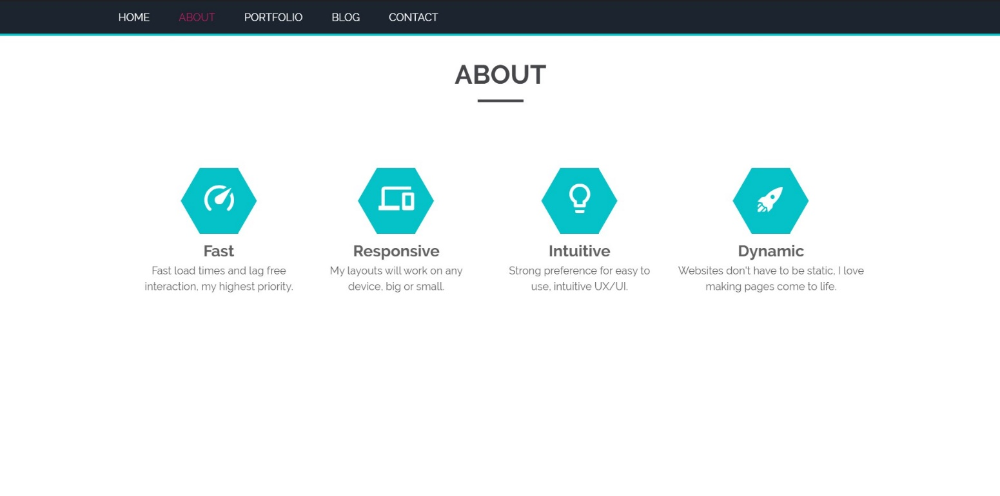 HOME ABOUT PORTFOLIO BLOG CONTACT
ABOUT
Fast
Fast load times and lag free
interaction, my highest priority.
Responsive
My layouts will work on any
device, big or small.
Intuitive
Strong preference for easy to
use, intuitive UX/UI.
Dynamic
Websites don't have to be static, I love
making pages come to life.